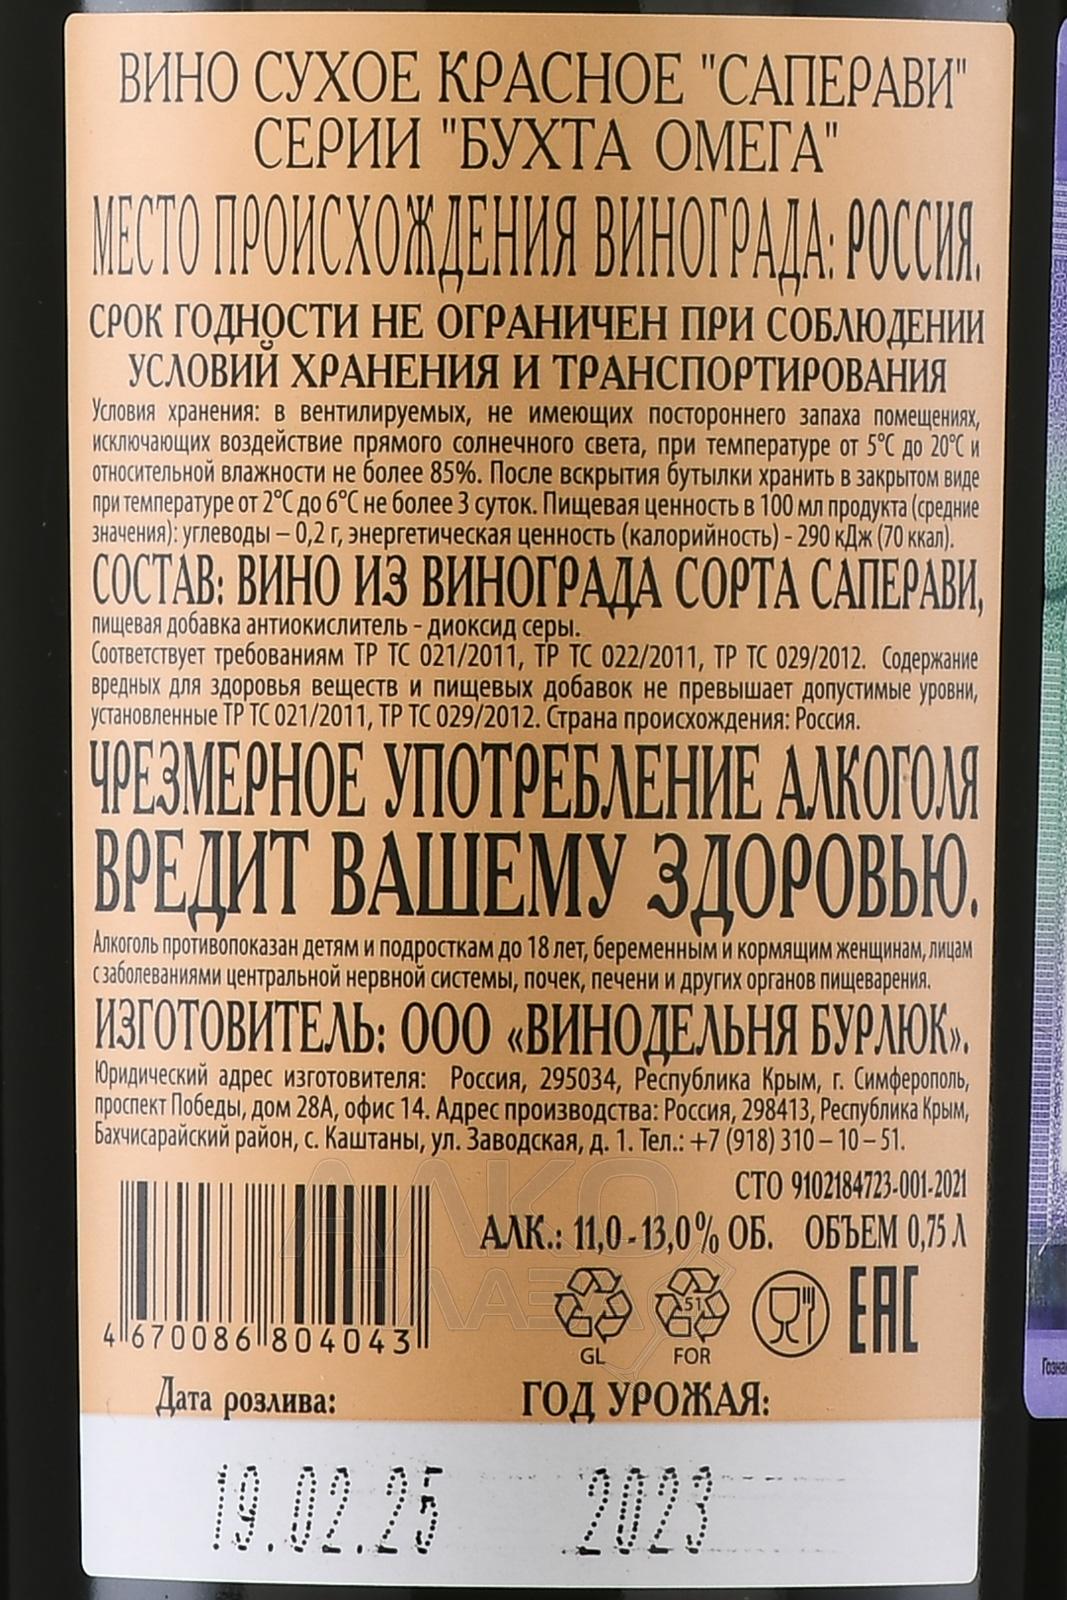 ВИНО СУХОЕ КРАСНОЕ "САПЕРАВИ"
СЕРИИ "БУХТА ОМЕГА"
МЕСТО ПРОИСХОЖДЕНИЯ ВИНОГРАДА: РОССИЯ.
СРОК ГОДНОСТИ НЕ ОГРАНИЧЕН ПРИ СОБЛЮДЕНИИ
УСЛОВИЙ ХРАНЕНИЯ И ТРАНСПОРТИРОВАНИЯ
Условия хранения: в вентилируемых, не имеющих постороннего запаха помещениях,
исключающих воздействие прямого солнечного света, при температуре от 5°С до 20°С и
относительной влажности не более 85%. После вскрытия бутылки хранить в закрытом виде
при температуре от 2°С до 6°С не более 3 суток. Пищевая ценность в 100 мл продукта (средние
значения): углеводы – 0,2 г, энергетическая ценность (калорийность) - 290 кДж (70 ккал).
СОСТАВ: ВИНО ИЗ ВИНОГРАДА СОРТА САПЕРАВИ,
пищевая добавка антиокислитель - диоксид серы.
Соответствует требованиям ТР ТС 021/2011, ТР ТС 022/2011, ТР ТС 029/2012. Содержание
вредных для здоровья веществ и пищевых добавок не превышает допустимые уровни,
установленные ТР ТС 021/2011, ТР ТС 029/2012. Страна происхождения: Россия.
ЧРЕЗМЕРНОЕ УПОТРЕБЛЕНИЕ АЛКОГОЛЯ
ВРЕДИТ ВАШЕМУ ЗДОРОВЬЮ.
Алкоголь противопоказан детям и подросткам до 18 лет, беременным и кормящим женщинам, лицам
с заболеваниями центральной нервной системы, почек, печени и других органов пищеварения.
ИЗГОТОВИТЕЛЬ: ООО «ВИНОДЕЛЬНЯ БУРЛЮК».
Юридический адрес изготовителя: Россия, 295034, Республика Крым, г. Симферополь,
проспект Победы, дом 28А, офис 14. Адрес производства: Россия, 298413, Республика Крым,
Бахчисарайский район, с. Каштаны, ул. Заводская, д. 1. Тел.: +7 (918) 310 – 10 – 51.
СТО 9102184723-001-2021
АЛК.: 11,0 - 13,0% ОБ. ОБЪЕМ 0,75 Л
АЛКО
ПЛАЗА
51
EAC
4 670086 804043
GL FOR
Дата розлива: ГОД УРОЖАЯ:
19.02.25 2023